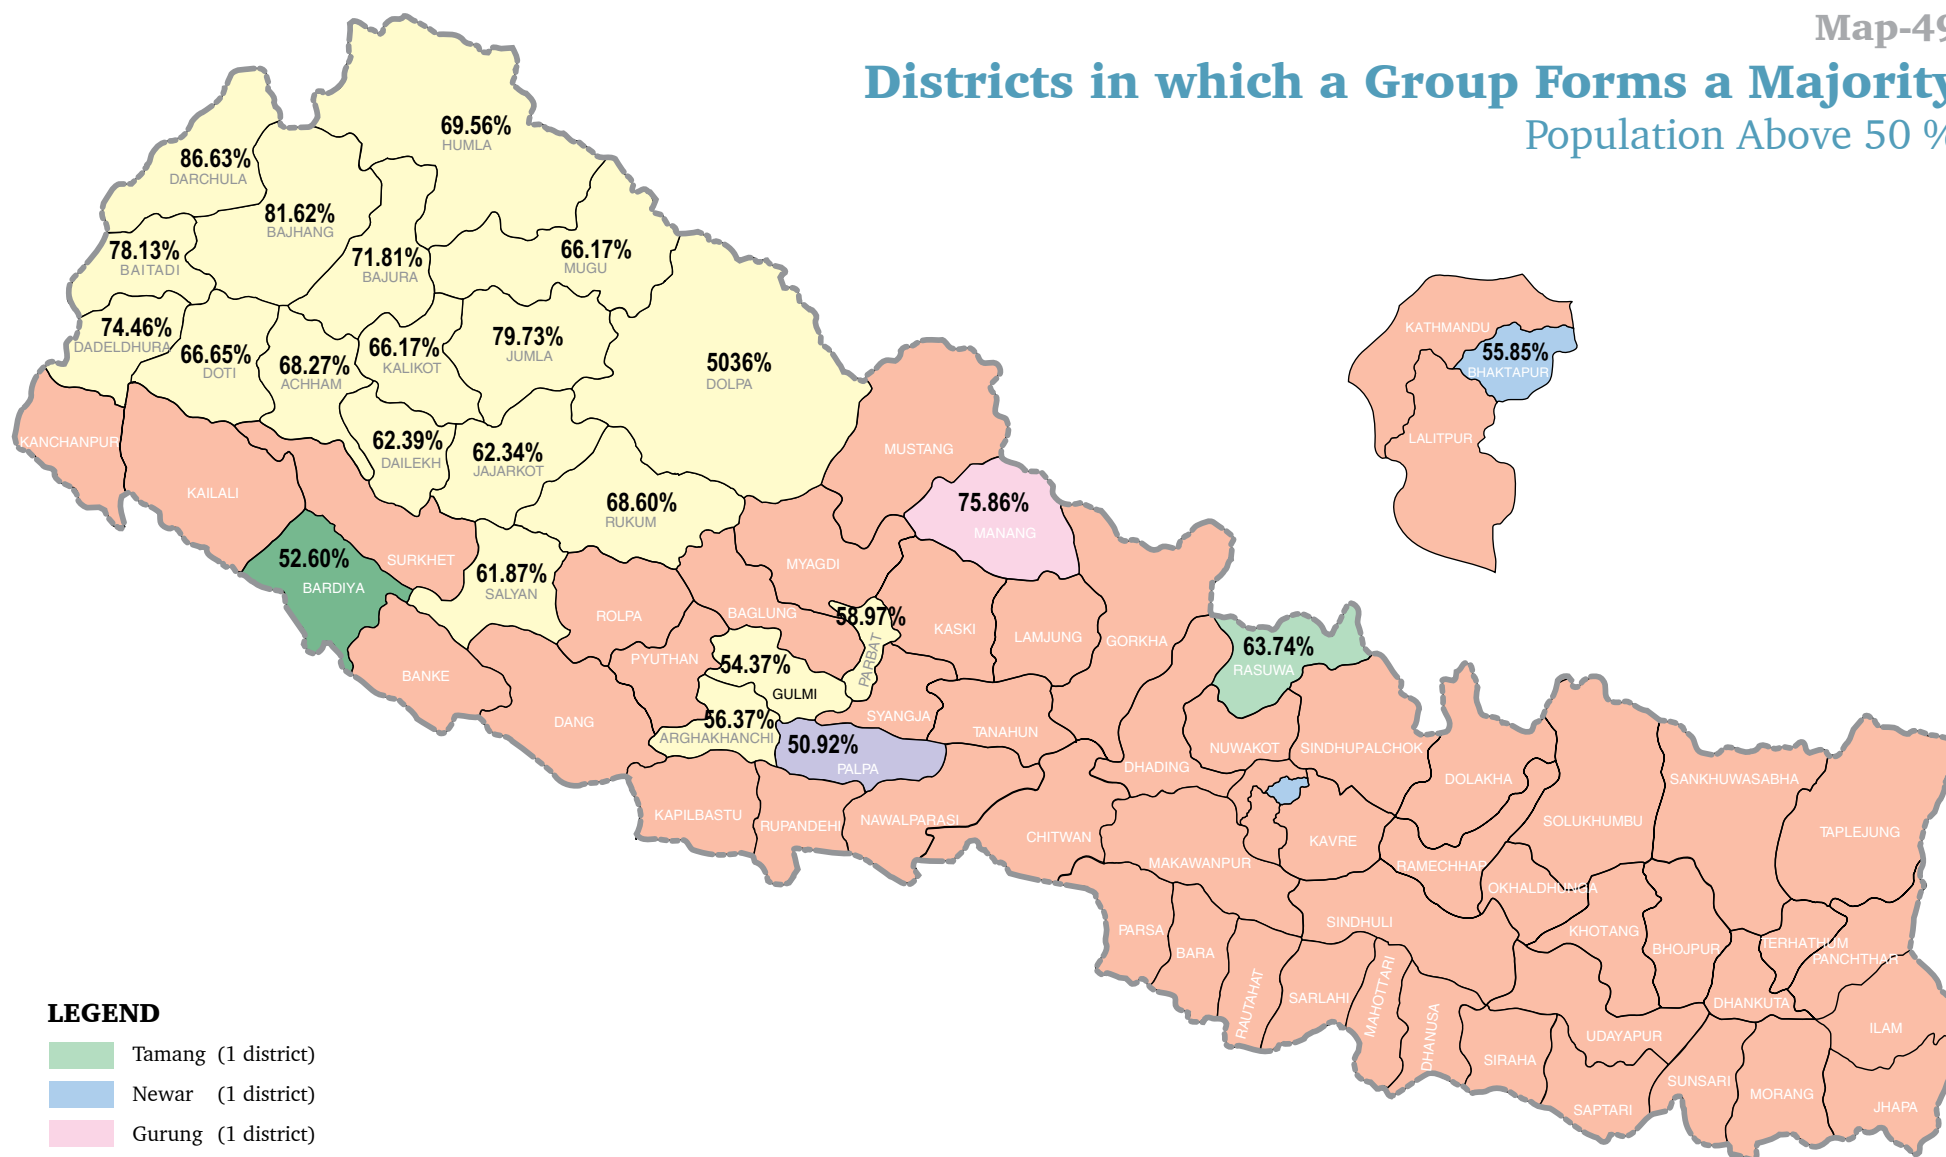 Map-49
Districts in which a Group Forms a Majority
Population Above 50 %
69.56%
HUMLA
86.63%
DARCHULA
81.62%
BAJHANG
78.13%
BAITADI
71.81%
BAJURA
66.17%
MUGU
74.46%
DADELDHURA
66.65%
DOTI
68.27%
ACHHAM
66.17%
KALIKOT
79.73%
JUMLA
5036%
DOLPA
62.39%
DAILEKH
62.34%
JAJARKOT
68.60%
RUKUM
KANCHANPUR
KAILALI
52.60%
BARDIYA
SURKHET
61.87%
SALYAN
BANKE
ROLPA
DANG
PYUTHAN
BAGLUNG
MYAGDI
MUSTANG
75.86%
MANANG
58.97%
PARBAT
54.37%
GULMI
56.37%
ARGHAKHANCHI
50.92%
PALPA
SYANGJA
KASKI
LAMJUNG
GORKHA
TANAHUN
KAPILBASTU
RUPANDEHI
NAWALPARASI
CHITWAN
DHADING
63.74%
RASUWA
NUWAKOT
SINDHUPALCHOK
KATHMANDU
55.85%
BHAKTAPUR
LALITPUR
DOLAKHA
KAVRE
MAKAWANPUR
RAMECHHAP
SOLUKHUMBU
SANKHUWASABHA
TAPLEJUNG
OKHALDHUNGA
SINDHULI
KHOTANG
BHOJPUR
TERHATHUM
PANCHTHAR
DHANKUTA
PARSA
BARA
RAUTAHAT
SARLAHI
MAHOTTARI
DHANUSA
SIRAHA
UDAYAPUR
SAPTARI
SUNSARI
MORANG
ILAM
JHAPA
LEGEND
Tamang (1 district)
Newar (1 district)
Gurung (1 district)